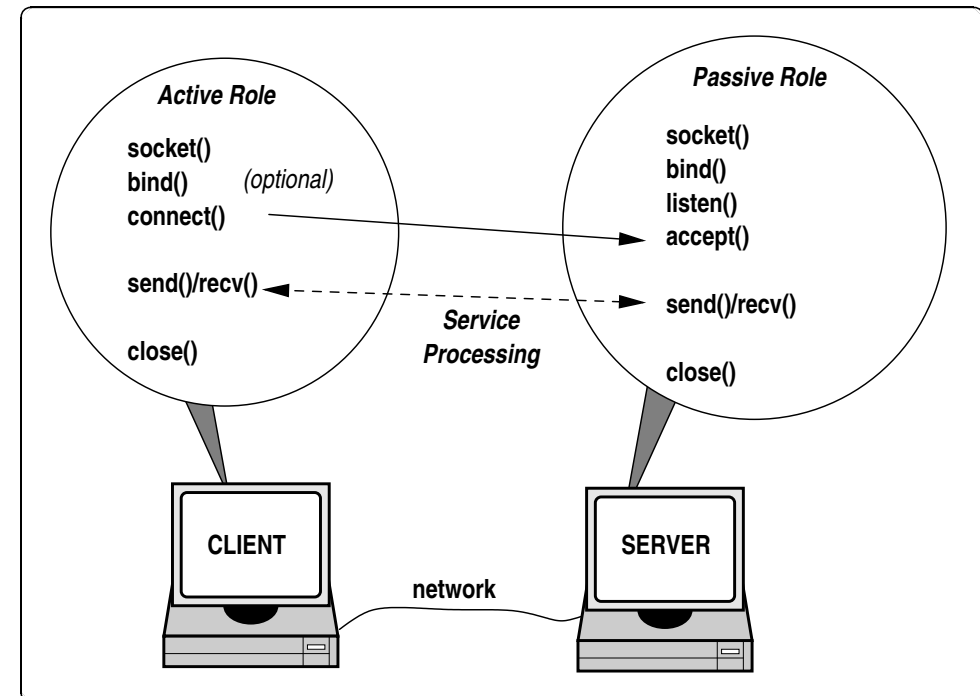 Active Role
socket()
bind() (optional)
connect()
send()/recv()
close()
Passive Role
socket()
bind()
listen()
accept()
send()/recv()
close()
Service
Processing
CLIENT
SERVER
network